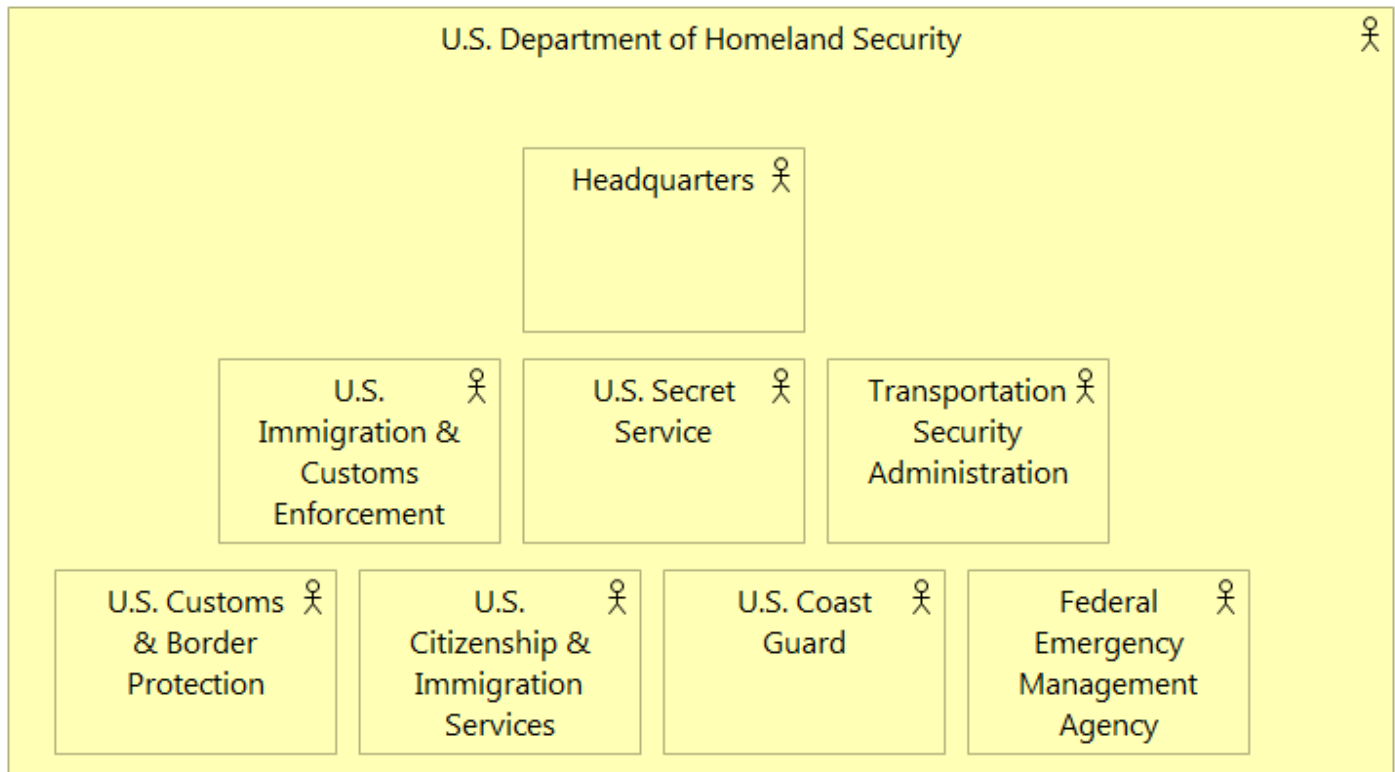 U.S. Department of Homeland Security
Headquarters
U.S.
Immigration &
Customs
Enforcement
U.S. Secret
Service
Transportation
Security
Administration
U.S. Customs
& Border
Protection
U.S.
Citizenship &
Immigration
Services
U.S. Coast
Guard
Federal
Emergency
Management
Agency